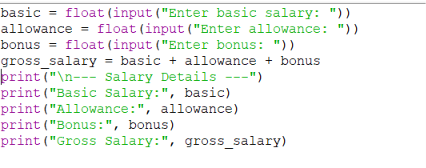 basic = float(input("Enter basic salary: "))
allowance = float(input("Enter allowance: "))
bonus = float(input("Enter bonus: "))
gross_salary = basic + allowance + bonus
print("\n--- Salary Details ---")
print("Basic Salary:", basic)
print("Allowance:", allowance)
print("Bonus:", bonus)
print("Gross Salary:", gross_salary)